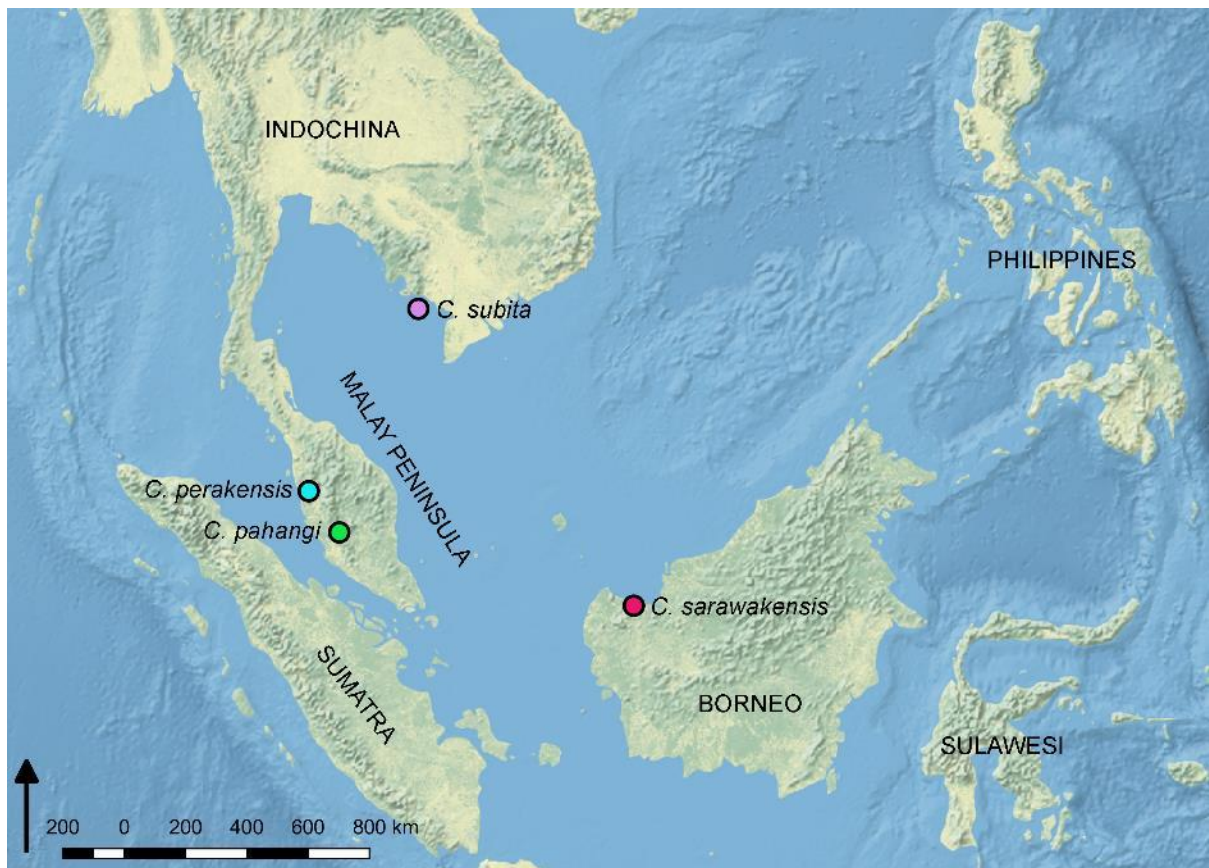 INDOCHINA
PHILIPPINES
C. subita
MALAY PENINSULA
C. perakensis
C. pahangi
C. sarawakensis
SUMATRA
BORNEO
SULAWESI
200 0 200 400 600 800 km